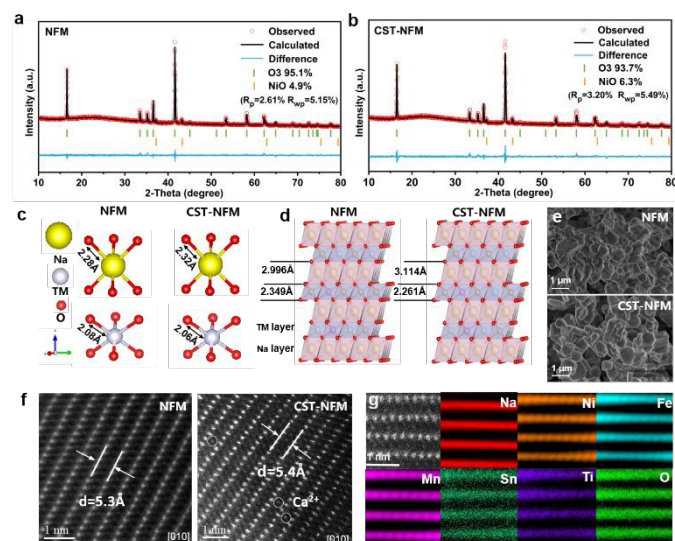 a
NFM
Observed
Calculated
Difference
O3 95.1%
NiO 4.9%
(Rp=2.61% Rwp=5.15%)
Intensity (a.u.)
10 20 30 40 50 60 70 80
2-Theta (degree)
b
CST-NFM
Observed
Calculated
Difference
O3 93.7%
NiO 6.3%
(Rp=3.20% Rwp=5.49%)
Intensity (a.u.)
10 20 30 40 50 60 70 80
2-Theta (degree)
c
NFM
CST-NFM
Na
TM
O
2.28Å
2.32Å
2.08Å
2.06Å
d
NFM
CST-NFM
2.996Å
2.349Å
TM layer
Na layer
3.114Å
2.261Å
e
NFM
1 μm
CST-NFM
1 μm
f
NFM
d=5.3Å
1 nm
[010]
CST-NFM
d=5.4Å
Ca2+
1 nm
[010]
g
1 nm
Na
Ni
Fe
Mn
Sn
Ti
O